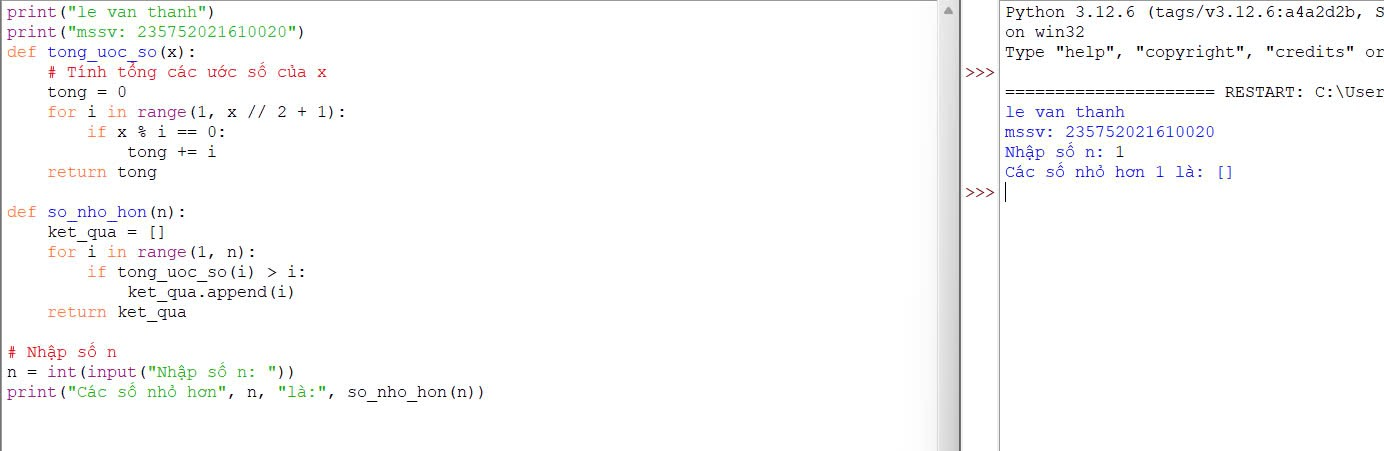 print("le van thanh")
print("mssv: 235752021610020")
def tong_uoc_so(x):
    # Tính tổng các ước số của x
    tong = 0
    for i in range(1, x // 2 + 1):
        if x % i == 0:
            tong += i
    return tong

def so_nho_hon(n):
    ket_qua = []
    for i in range(1, n):
        if tong_uoc_so(i) > i:
            ket_qua.append(i)
    return ket_qua

# Nhập số n
n = int(input("Nhập số n: "))
print("Các số nhỏ hơn", n, "là:", so_nho_hon(n))
Python 3.12.6 (tags/v3.12.6:a4a2d2b, S
on win32
Type "help", "copyright", "credits" or
>>>
===================== RESTART: C:\User
le van thanh
mssv: 235752021610020
Nhập số n: 1
Các số nhỏ hơn 1 là: []
>>>